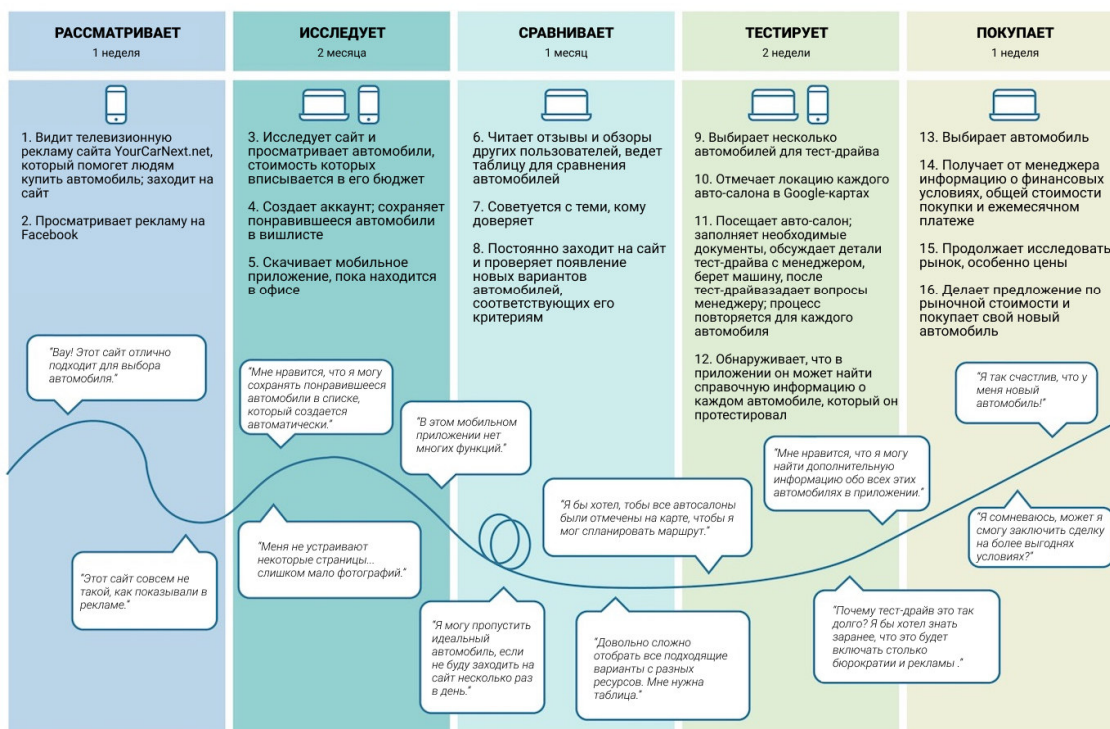 РАССМАТРИВАЕТ
1 неделя
ИССЛЕДУЕТ
2 месяца
СРАВНИВАЕТ
1 месяц
ТЕСТИРУЕТ
2 недели
ПОКУПАЕТ
1 неделя
1. Видит телевизионную
рекламу сайта YourCarNext.net,
который помогет людям
купить автомобиль; заходит на
сайт
2. Просматривает рекламу на
Facebook
3. Исследует сайт и
просматривает автомобили,
стоимость которых
вписывается в его бюджет
4. Создает аккаунт; сохраняет
понравившиеся автомобили
в вишлисте
5. Скачивает мобильное
приложение, пока находится
в офисе
6. Читает отзывы и обзоры
других пользователей, ведет
таблицу для сравнения
автомобилей
7. Советуется с теми, кому
доверяет
8. Постоянно заходит на сайт
и проверяет появление
новых вариантов
автомобилей,
соответствующих его
критериям
9. Выбирает несколько
автомобилей для тест-драйва
10. Отмечает локацию каждого
авто-салона в Google-картах
11. Посещает авто-салон;
заполняет необходимые
документы, обсуждает детали
тест-драйва с менеджером,
берет машину, после
тест-драйвазадает вопросы
менеджеру; процесс
повторяется для каждого
автомобиля
12. Обнаруживает, что в
приложении он может найти
справочную информацию о
каждом автомобиле, который он
протестировал
13. Выбирает автомобиль
14. Получает от менеджера
информацию о финансовых
условиях, общей стоимости
покупки и ежемесячном
платеже
15. Продолжает исследовать
рынок, особенно цены
16. Делает предложение по
рыночной стоимости и
покупает свой новый
автомобиль
"Вау! Этот сайт отлично
подходит для выбора
автомобиля."
"Этот сайт совсем не
такой, как показывали в
рекламе."
"Мне нравится, что я могу
сохранять понравившееся
автомобили в списке,
который создается
автоматически."
"Меня не устраивают
некоторые страницы...
слишком мало фотографий."
"В этом мобильном
приложении нет
многих функций."
"Я могу пропустить
идеальный
автомобиль, если
не буду заходить на
сайт несколько раз
в день."
"Довольно сложно
отобрать все подходящие
варианты с разных
ресурсов. Мне нужна
таблица."
"Я бы хотел, тобы все автосалоны
были отмечены на карте, чтобы я
мог спланировать маршрут."
"Мне нравится, что я могу
найти дополнительную
информацию обо всех этих
автомобилях в приложении."
"Почему тест-драйв это так
долго? Я бы хотел знать
заранее, что это будет
включать столько
бюрократии и рекламы ."
"Я так счастлив, что у
меня новый
автомобиль!"
"Я сомневаюсь, может я
смогу заключить сделку
на более выгоднях
условиях?"